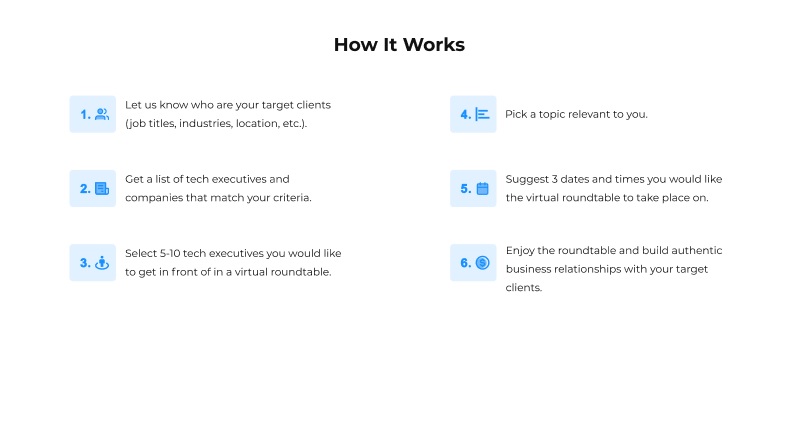 How It Works
1.
Let us know who are your target clients
(job titles, industries, location, etc.).
2.
Get a list of tech executives and
companies that match your criteria.
3.
Select 5-10 tech executives you would like
to get in front of in a virtual roundtable.
4.
Pick a topic relevant to you.
5.
Suggest 3 dates and times you would like
the virtual roundtable to take place on.
6.
Enjoy the roundtable and build authentic
business relationships with your target
clients.